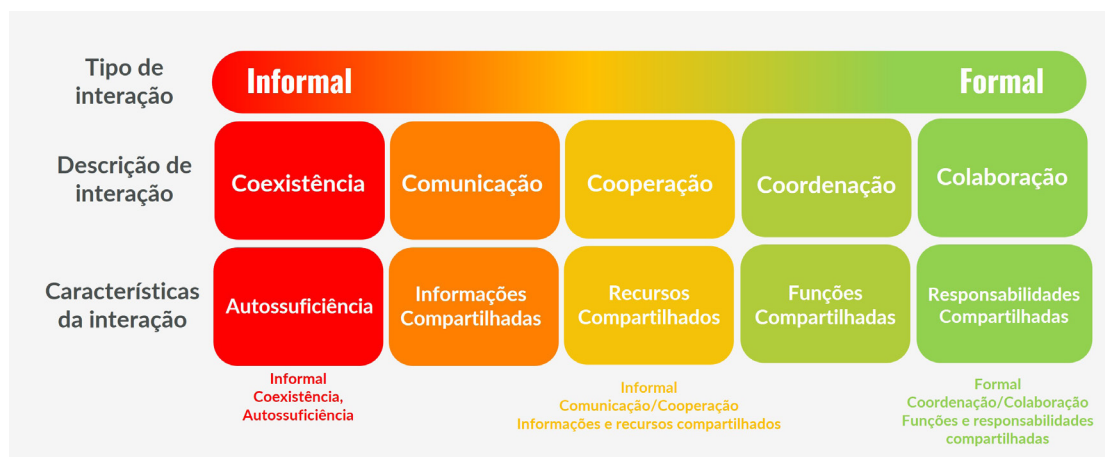 Tipo de
interação
Informal
Formal
Descrição de
interação
Coexistência
Comunicação
Cooperação
Coordenação
Colaboração
Características
da interação
Autossuficiência
Informações
Compartilhadas
Recursos
Compartilhados
Funções
Compartilhadas
Responsabilidades
Compartilhadas
Informal
Coexistência,
Autossuficiência
Informal
Comunicação/Cooperação
Informações e recursos compartilhados
Formal
Coordenação/Colaboração
Funções e responsabilidades
compartilhadas